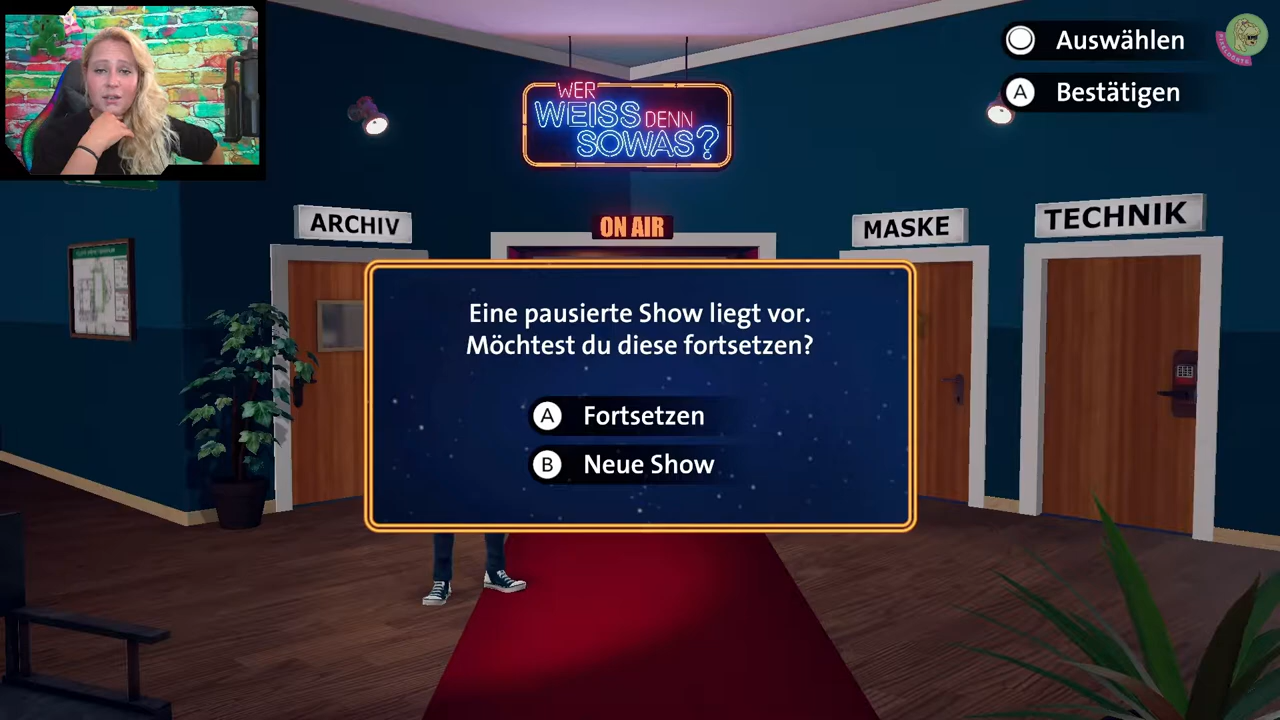 Auswählen
A Bestätigen
WER
WEISS DENN
SOWAS?
ARCHIV
ON AIR
MASKE
TECHNIK
Eine pausierte Show liegt vor.
Möchtest du diese fortsetzen?
A Fortsetzen
B Neue Show